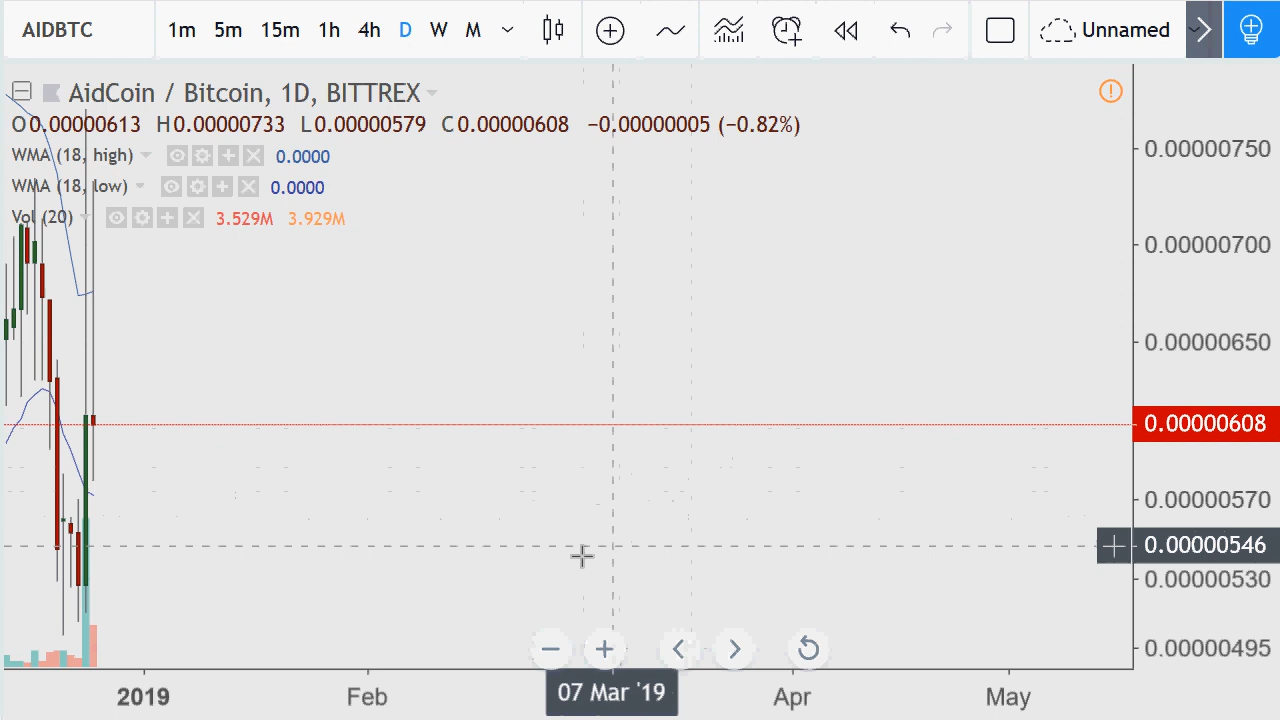 AIDBTC 1m 5m 15m 1h 4h D W M Unnamed
AidCoin / Bitcoin, 1D, BITTREX
O0.00000613 H0.00000733 L0.00000579 C0.00000608 −0.00000005 (−0.82%)
WMA (18, high) 0.0000
WMA (18, low) 0.0000
Vol (20) 3.529M 3.929M
0.00000750
0.00000700
0.00000650
0.00000608
0.00000570
0.00000546
0.00000530
0.00000495
2019 Feb 07 Mar '19 Apr May